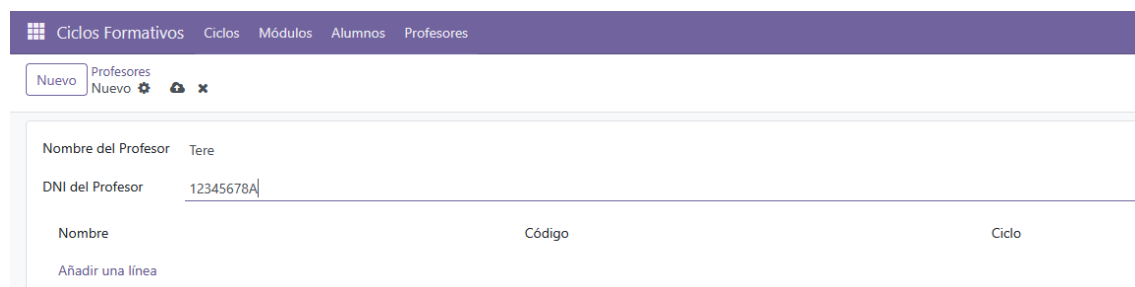 Ciclos Formativos Ciclos Módulos Alumnos Profesores
Nuevo
Profesores
Nuevo
Nombre del Profesor Tere
DNI del Profesor 12345678A
Nombre Código Ciclo
Añadir una línea